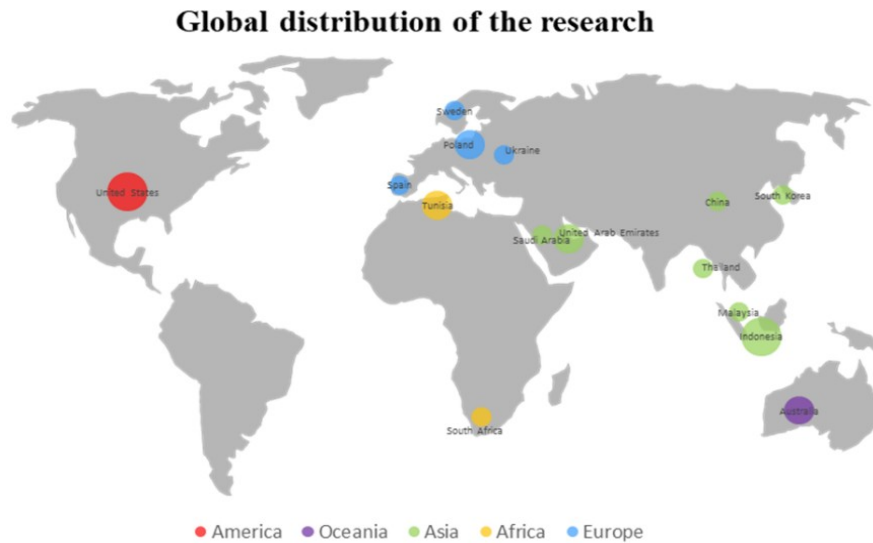 Global distribution of the research
Sweden
Poland
Ukraine
Spain
United States
Tunisia
China
South Korea
United Arab Emirates
Saudi Arabia
Thailand
Malaysia
Indonesia
Australia
South Africa
America Oceania Asia Africa Europe